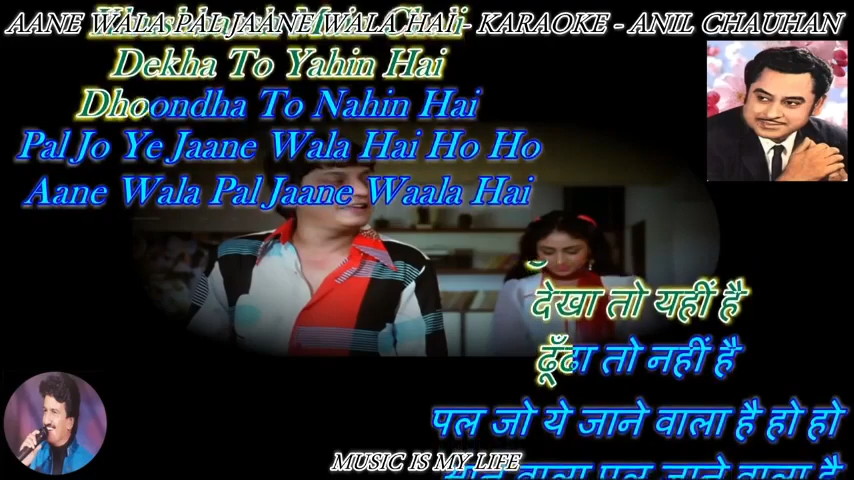 AANE WALA PAL JAANE WALA HAI - KARAOKE - ANIL CHAUHAN
Dekha To Yahin Hai
Dhoondha To Nahin Hai
Pal Jo Ye Jaane Wala Hai Ho Ho
Aane Wala Pal Jaane Waala Hai
देखा तो यहीं है
ढूँढा तो नहीं है
पल जो ये जाने वाला है हो हो
आने वाला पल जाने वाला है
MUSIC IS MY LIFE